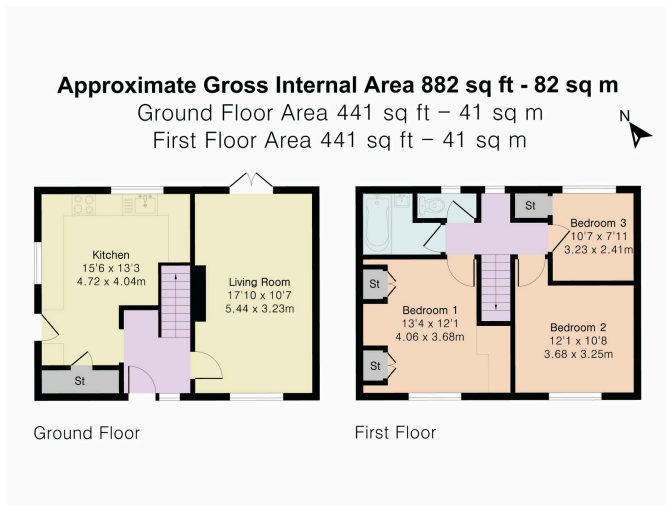 Approximate Gross Internal Area 882 sq ft - 82 sq m
Ground Floor Area 441 sq ft – 41 sq m
First Floor Area 441 sq ft – 41 sq m
N
Kitchen
15'6 x 13'3
4.72 x 4.04m
Living Room
17'10 x 10'7
5.44 x 3.23m
St
Ground Floor
St
Bedroom 3
10'7 x 7'11
3.23 x 2.41m
St
Bedroom 1
13'4 x 12'1
4.06 x 3.68m
Bedroom 2
12'1 x 10'8
3.68 x 3.25m
St
First Floor